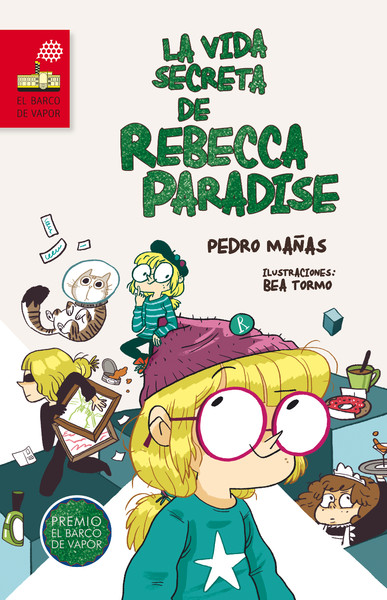 EL BARCO
DE VAPOR
LA VIDA
SECRETA
DE
REBECCA
PARADISE
PEDRO MAÑAS
ILUSTRACIONES:
BEA TORMO
R
PREMIO
EL BARCO
DE VAPOR